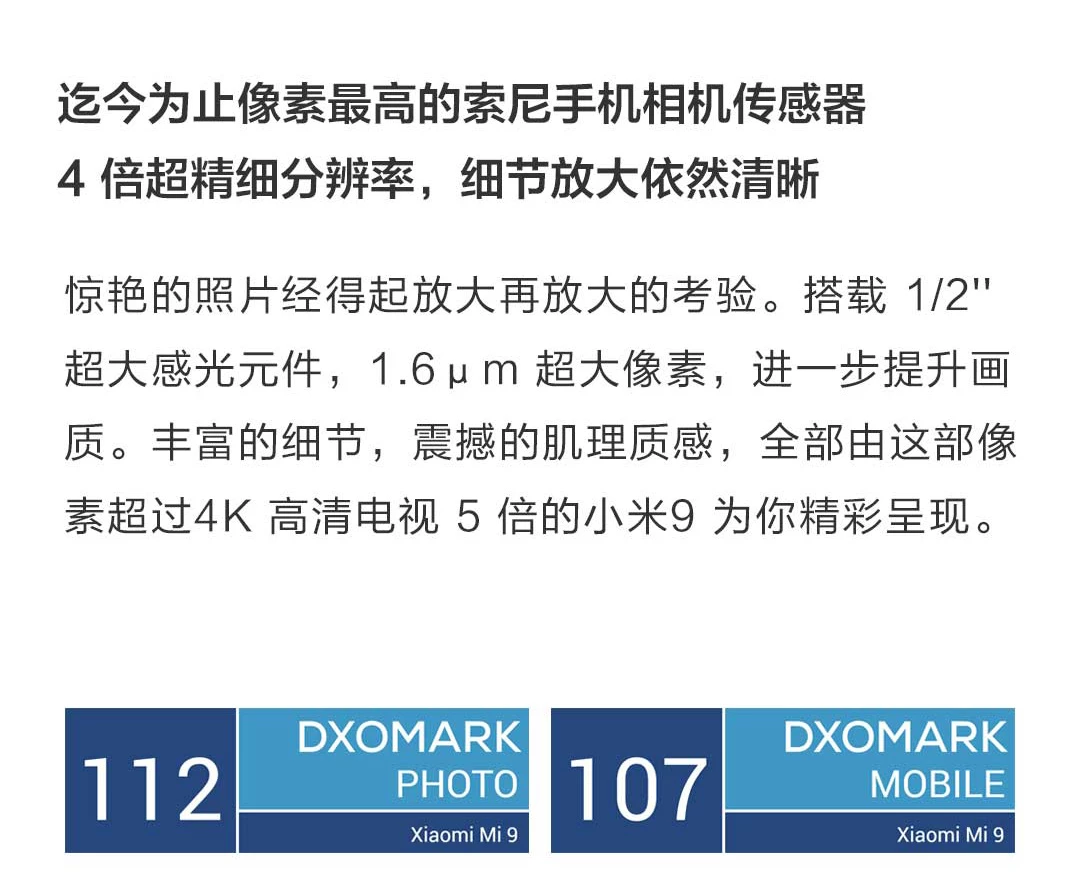 迄今为止像素最高的索尼手机相机传感器
4 倍超精细分辨率，细节放大依然清晰
惊艳的照片经得起放大再放大的考验。搭载 1/2''
超大感光元件，1.6μm 超大像素，进一步提升画
质。丰富的细节，震撼的肌理质感，全部由这部像
素超过4K 高清电视 5 倍的小米9 为你精彩呈现。
112
DXOMARK
PHOTO
Xiaomi Mi 9
107
DXOMARK
MOBILE
Xiaomi Mi 9